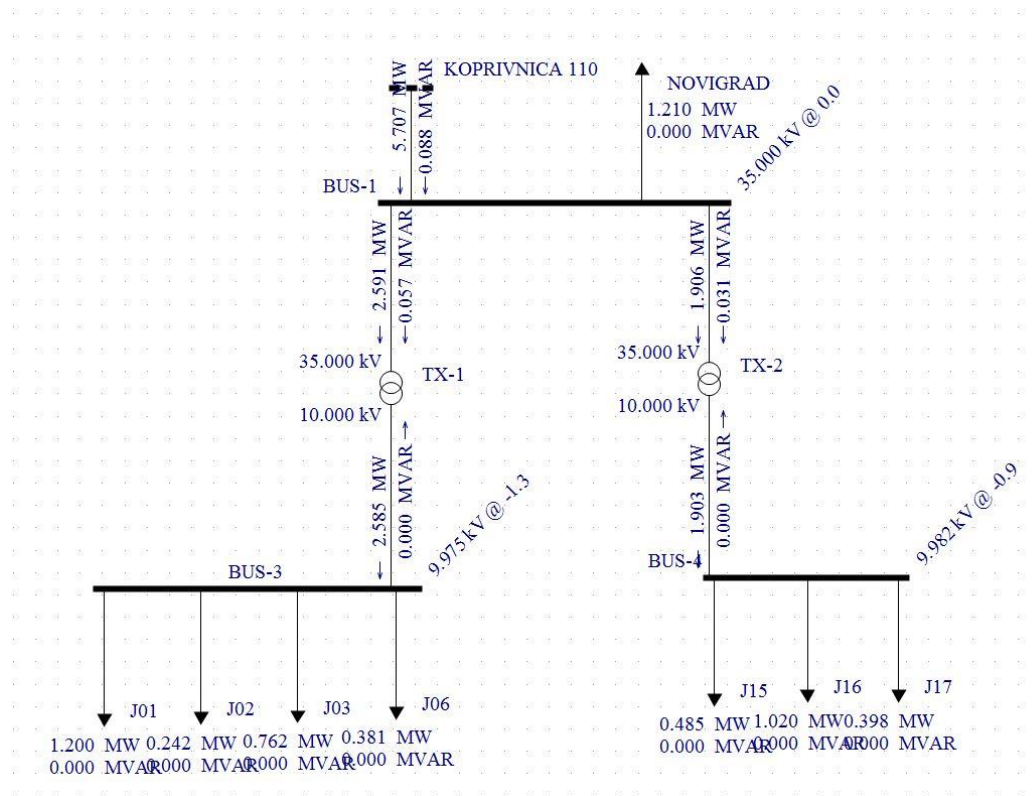 KOPRIVNICA 110
5.707 MW
0.088 MVAR
NOVIGRAD
1.210 MW
0.000 MVAR
35.000 kV @ 0.0
BUS-1
2.591 MW
0.057 MVAR
1.906 MW
0.031 MVAR
35.000 kV
TX-1
10.000 kV
35.000 kV
TX-2
10.000 kV
2.585 MW
0.000 MVAR
1.903 MW
0.000 MVAR
9.975 kV @ -1.3
9.982 kV @ -0.9
BUS-3
BUS-4
J01
1.200 MW
0.000 MVAR
J02
0.242 MW
0.000 MVAR
J03
0.762 MW
0.000 MVAR
J06
0.381 MW
0.000 MVAR
J15
0.485 MW
0.000 MVAR
J16
1.020 MW
0.000 MVAR
J17
0.398 MW
0.000 MVAR